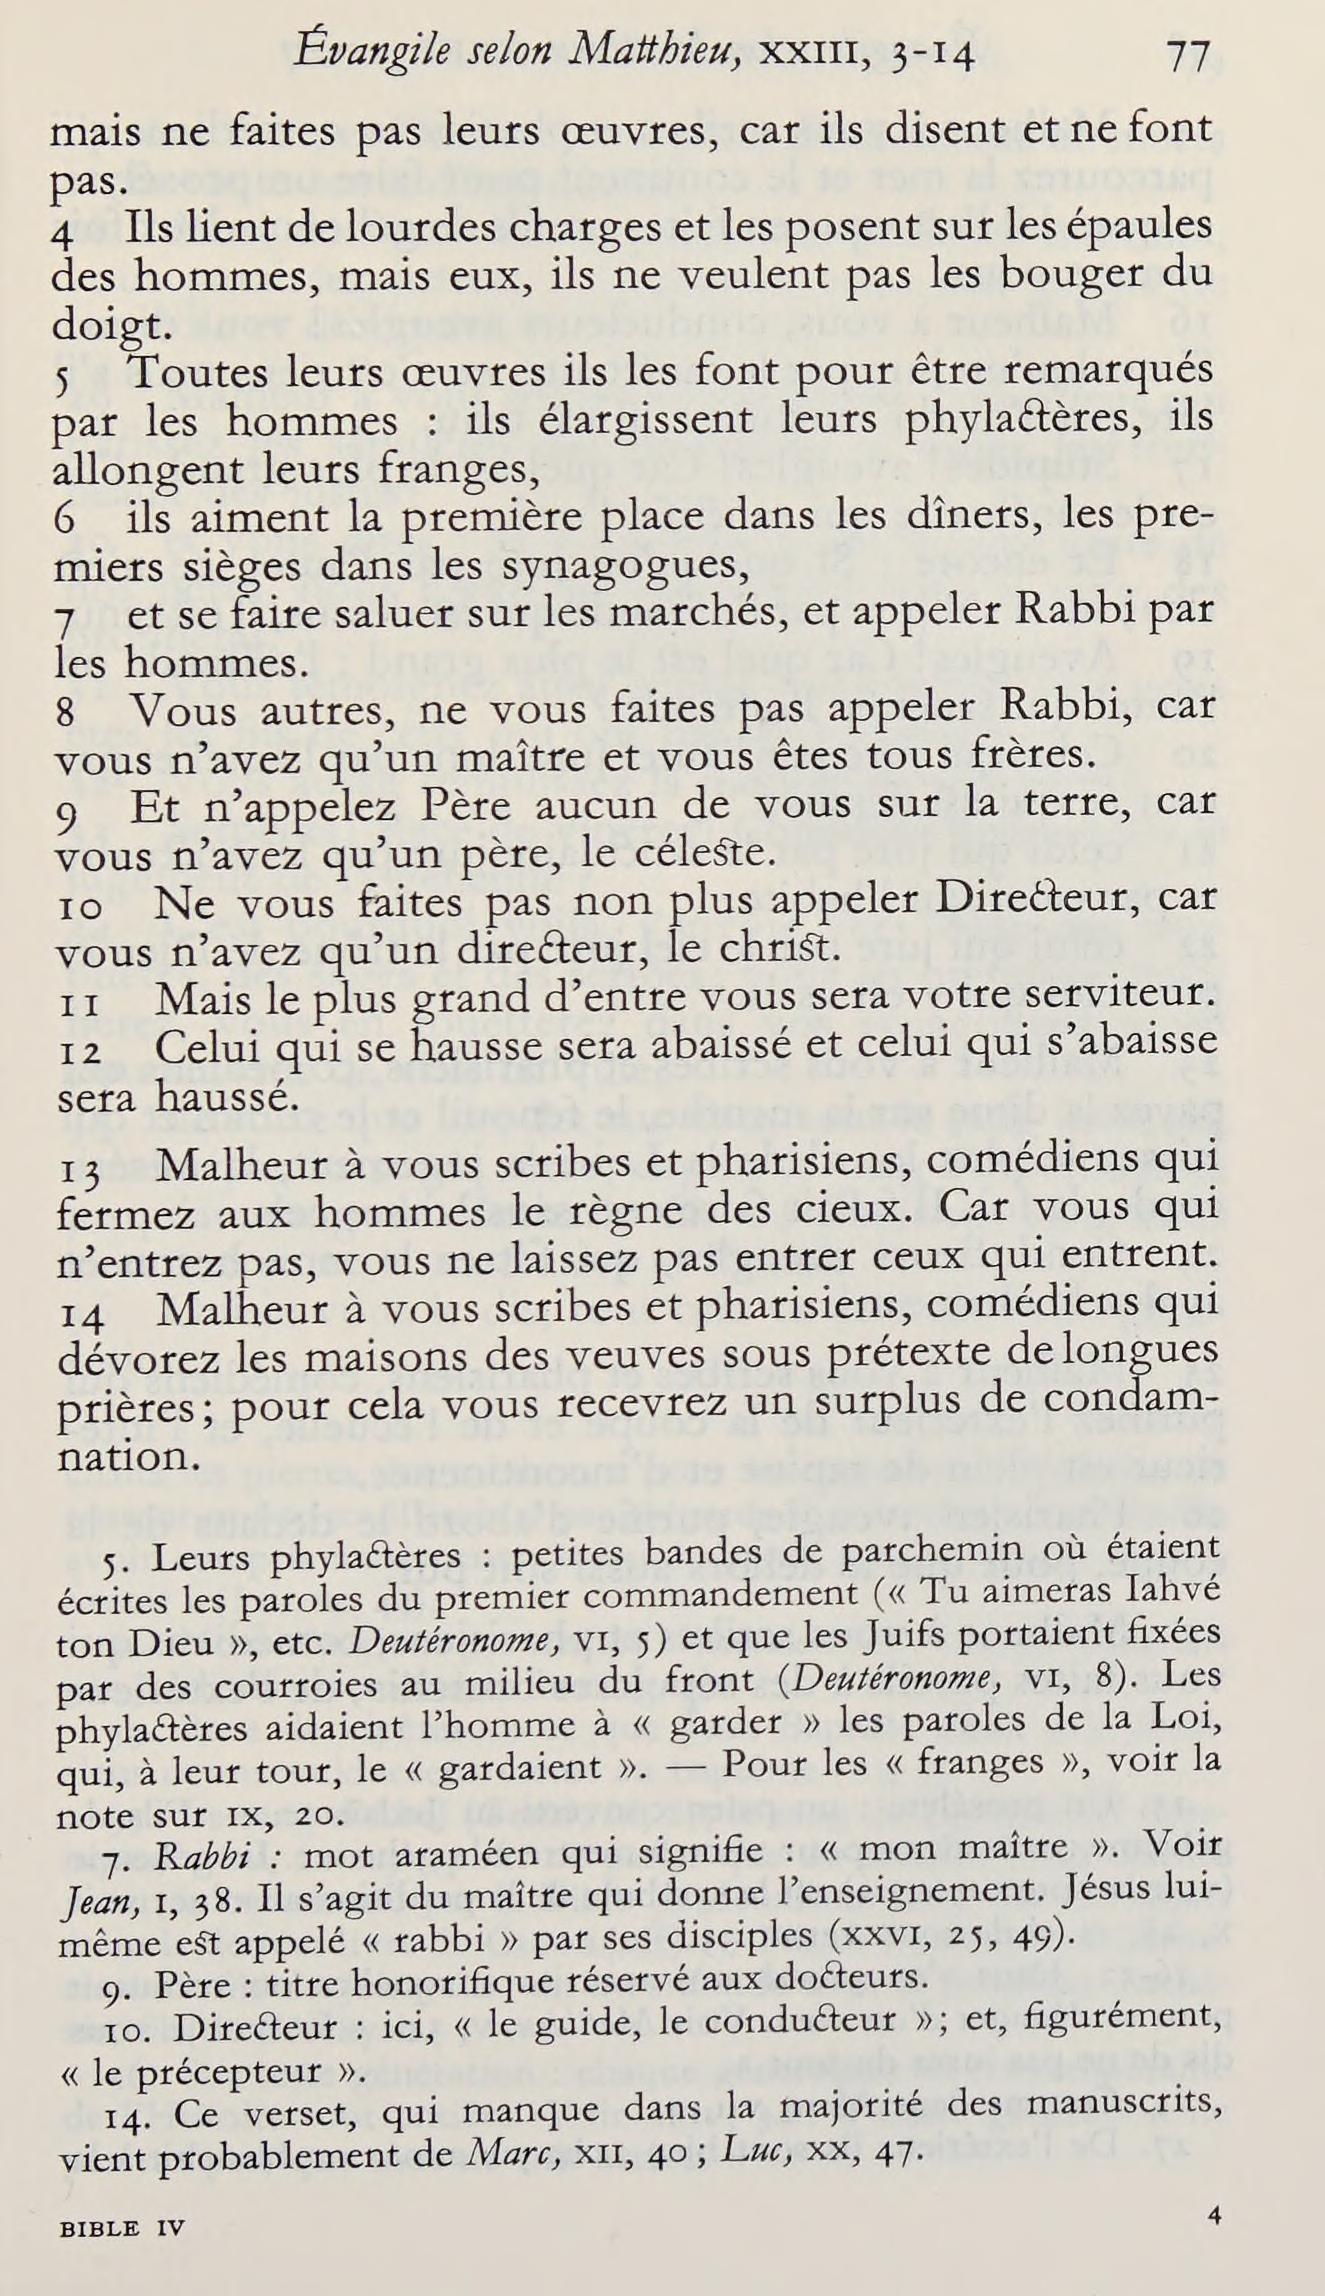 Évangile selon Matthieu, XXIII, 3-14 77
mais ne faites pas leurs œuvres, car ils disent et ne font
pas.
4 Ils lient de lourdes charges et les posent sur les épaules
des hommes, mais eux, ils ne veulent pas les bouger du
doigt.
5 Toutes leurs œuvres ils les font pour être remarqués
par les hommes : ils élargissent leurs phylactères, ils
allongent leurs franges,
6 ils aiment la première place dans les dîners, les pre-
miers sièges dans les synagogues,
7 et se faire saluer sur les marchés, et appeler Rabbi par
les hommes.
8 Vous autres, ne vous faites pas appeler Rabbi, car
vous n’avez qu’un maître et vous êtes tous frères.
9 Et n’appelez Père aucun de vous sur la terre, car
vous n’avez qu’un père, le céleste.
10 Ne vous faites pas non plus appeler Directeur, car
vous n’avez qu’un directeur, le christ.
11 Mais le plus grand d’entre vous sera votre serviteur.
12 Celui qui se hausse sera abaissé et celui qui s’abaisse
sera haussé.
13 Malheur à vous scribes et pharisiens, comédiens qui
fermez aux hommes le règne des cieux. Car vous qui
n’entrez pas, vous ne laissez pas entrer ceux qui entrent.
14 Malheur à vous scribes et pharisiens, comédiens qui
dévorez les maisons des veuves sous prétexte de longues
prières ; pour cela vous recevrez un surplus de condam-
nation.
5. Leurs phylactères : petites bandes de parchemin où étaient
écrites les paroles du premier commandement (« Tu aimeras Iahvé
ton Dieu », etc. Deutéronome, VI, 5) et que les Juifs portaient fixées
par des courroies au milieu du front (Deutéronome, VI, 8). Les
phylactères aidaient l’homme à « garder » les paroles de la Loi,
qui, à leur tour, le « gardaient ». — Pour les « franges », voir la
note sur IX, 20.
7. Rabbi : mot araméen qui signifie : « mon maître ». Voir
Jean, I, 38. Il s’agit du maître qui donne l’enseignement. Jésus lui-
même est appelé « rabbi » par ses disciples (XXVI, 25, 49).
9. Père : titre honorifique réservé aux docteurs.
10. Directeur : ici, « le guide, le conducteur » ; et, figurément,
« le précepteur ».
14. Ce verset, qui manque dans la majorité des manuscrits,
vient probablement de Marc, XII, 40 ; Luc, XX, 47.
BIBLE IV 4